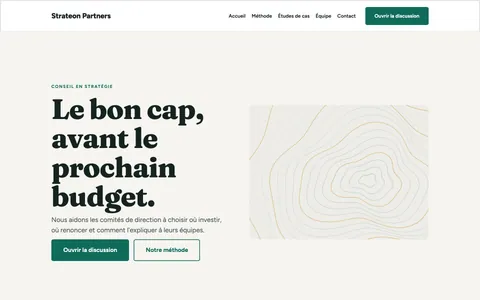 Strateon Partners
Accueil Méthode Études de cas Équipe Contact Ouvrir la discussion
CONSEIL EN STRATÉGIE
Le bon cap,
avant le
prochain
budget.
Nous aidons les comités de direction à choisir où investir,
où renoncer et comment l'expliquer à leurs équipes.
Ouvrir la discussion Notre méthode